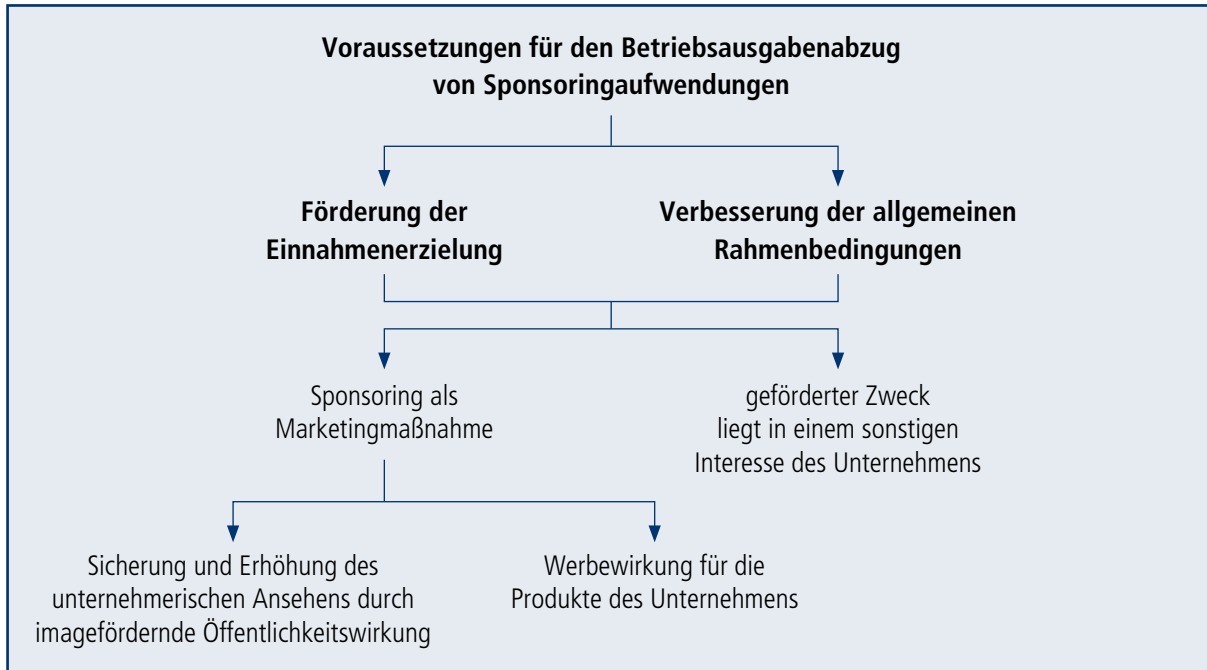 Voraussetzungen für den Betriebsausgabenabzug
von Sponsoringaufwendungen
Förderung der
Einnahmenerzielung
Verbesserung der allgemeinen
Rahmenbedingungen
Sponsoring als
Marketingmaßnahme
geförderter Zweck
liegt in einem sonstigen
Interesse des Unternehmens
Sicherung und Erhöhung des
unternehmerischen Ansehens durch
imagefördernde Öffentlichkeitswirkung
Werbewirkung für die
Produkte des Unternehmens